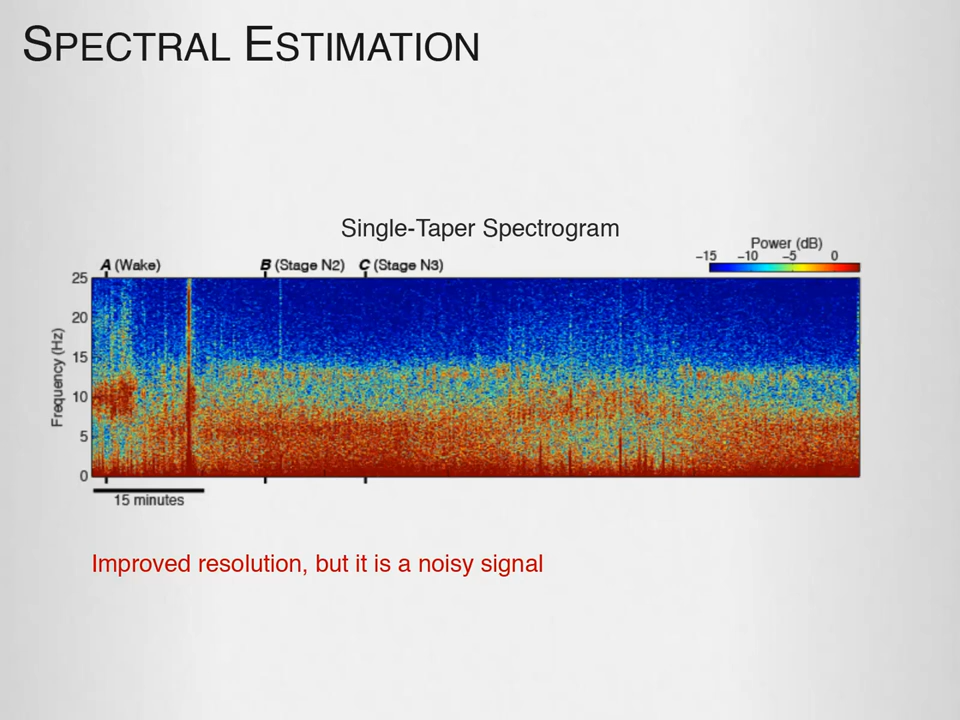 SPECTRAL ESTIMATION
Single-Taper Spectrogram
Power (dB)
−15 −10 −5 0
A (Wake) B (Stage N2) C (Stage N3)
25
20
15
10
5
0
Frequency (Hz)
15 minutes
Improved resolution, but it is a noisy signal